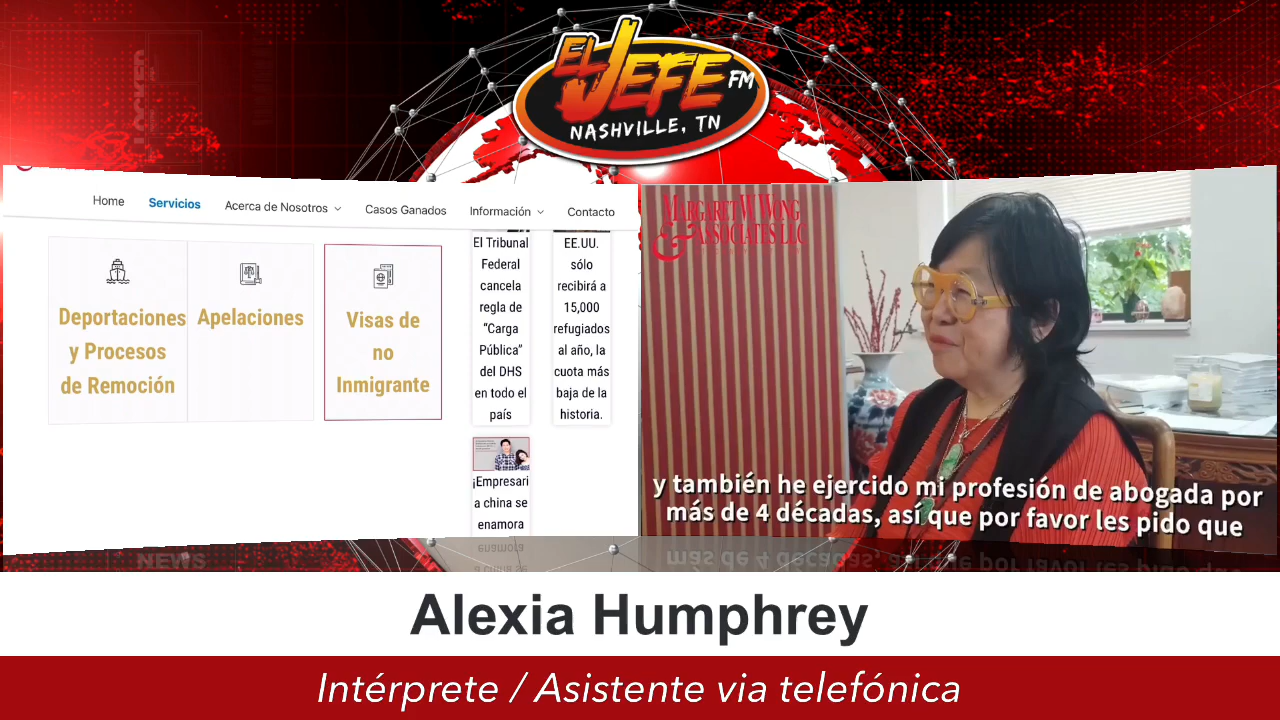 EL JEFE FM
NASHVILLE, TN
Home
Servicios
Acerca de Nosotros
Casos Ganados
Información
Contacto
Deportaciones
y Procesos
de Remoción
Apelaciones
Visas de
no
Inmigrante
El Tribunal
Federal
cancela
regla de
“Carga
Pública”
del DHS
en todo el
país
EE.UU.
sólo
recibirá a
15,000
refugiados
al año, la
cuota más
baja de la
historia.
¡Empresari
a china se
enamora
MARGARET W WONG
& ASSOCIATES LLC
y también he ejercido mi profesión de abogada por
más de 4 décadas, así que por favor les pido que
NEWS
Alexia Humphrey
Intérprete / Asistente via telefónica